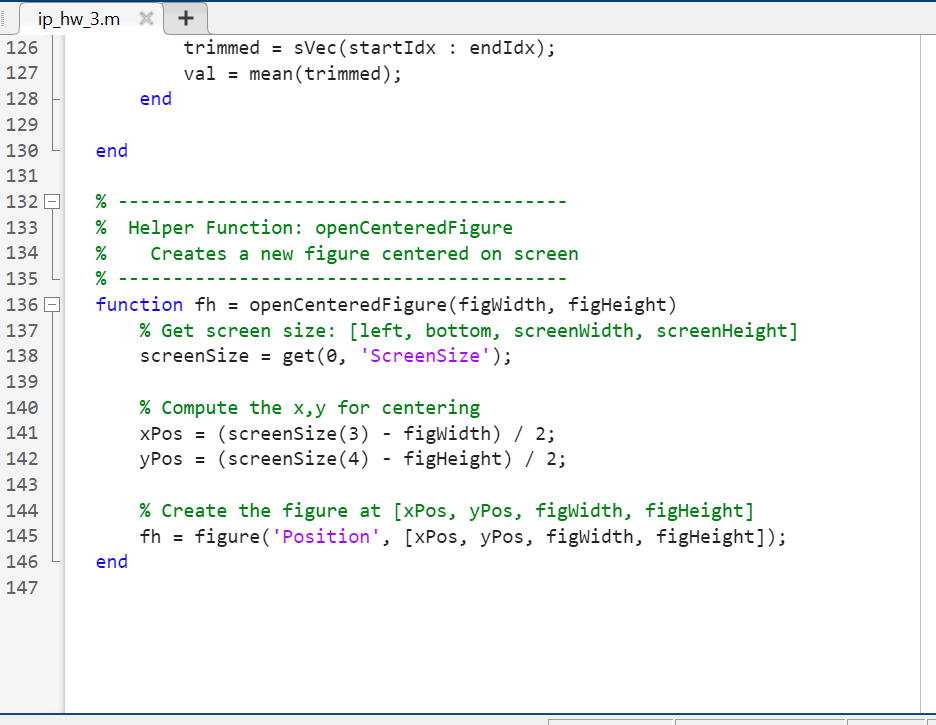 ip_hw_3.m
126 trimmed = sVec(startIdx : endIdx);
127 val = mean(trimmed);
128 end
129
130 end
131
132 % -----------------------------------------
133 % Helper Function: openCenteredFigure
134 % Creates a new figure centered on screen
135 % -----------------------------------------
136 function fh = openCenteredFigure(figWidth, figHeight)
137 % Get screen size: [left, bottom, screenWidth, screenHeight]
138 screenSize = get(0, 'ScreenSize');
139
140 % Compute the x,y for centering
141 xPos = (screenSize(3) - figWidth) / 2;
142 yPos = (screenSize(4) - figHeight) / 2;
143
144 % Create the figure at [xPos, yPos, figWidth, figHeight]
145 fh = figure('Position', [xPos, yPos, figWidth, figHeight]);
146 end
147